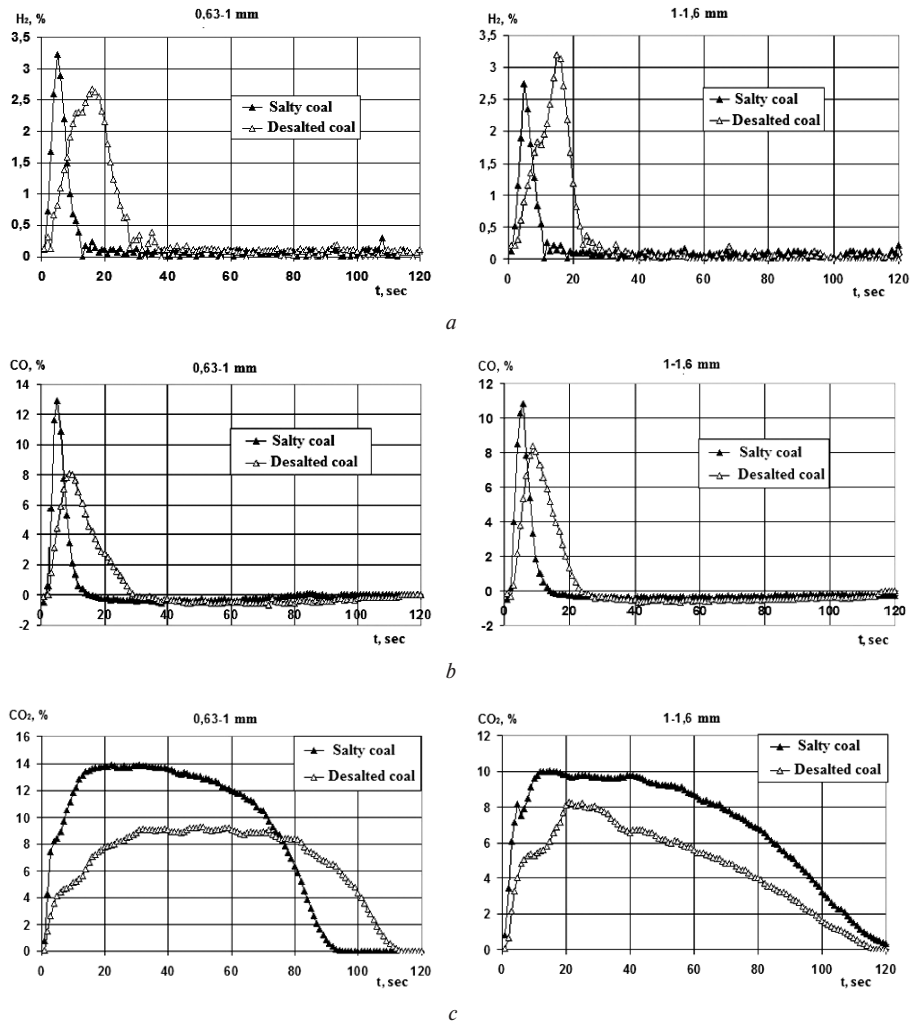 H₂, %
0,63-1 mm
3,5
3
2,5
2
1,5
1
0,5
0
Salty coal
Desalted coal
0 20 40 60 80 100 120
t, sec
H₂, %
1-1,6 mm
3,5
3
2,5
2
1,5
1
0,5
0
Salty coal
Desalted coal
0 20 40 60 80 100 120
t, sec
a
CO, %
0,63-1 mm
14
12
10
8
6
4
2
0
-2
Salty coal
Desalted coal
0 20 40 60 80 100 120
t, sec
CO, %
1-1,6 mm
12
10
8
6
4
2
0
-2
Salty coal
Desalted coal
0 20 40 60 80 100 120
t, sec
b
CO₂, %
0,63-1 mm
16
14
12
10
8
6
4
2
0
Salty coal
Desalted coal
0 20 40 60 80 100 120
t, sec
CO₂, %
1-1,6 mm
12
10
8
6
4
2
0
Salty coal
Desalted coal
0 20 40 60 80 100 120
t, sec
c